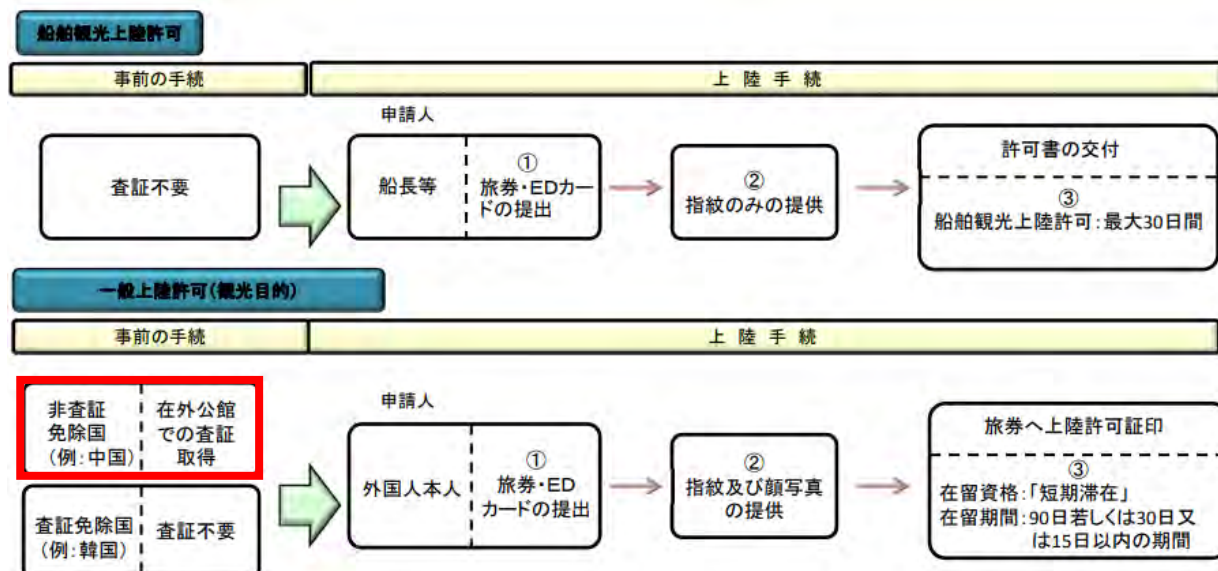 船舶観光上陸許可
事前の手続
上 陸 手 続
申請人
査証不要
船長等
①
旅券・EDカー
ドの提出
②
指紋のみの提供
許可書の交付
③
船舶観光上陸許可:最大30日間
一般上陸許可(観光目的)
事前の手続
上 陸 手 続
申請人
非査証
免除国
(例:中国)
在外公館
での査証
取得
査証免除国
(例:韓国)
査証不要
外国人本人
①
旅券・ED
カードの提出
②
指紋及び顔写真
の提供
旅券へ上陸許可証印
③
在留資格:「短期滞在」
在留期間:90日若しくは30日又
は15日以内の期間